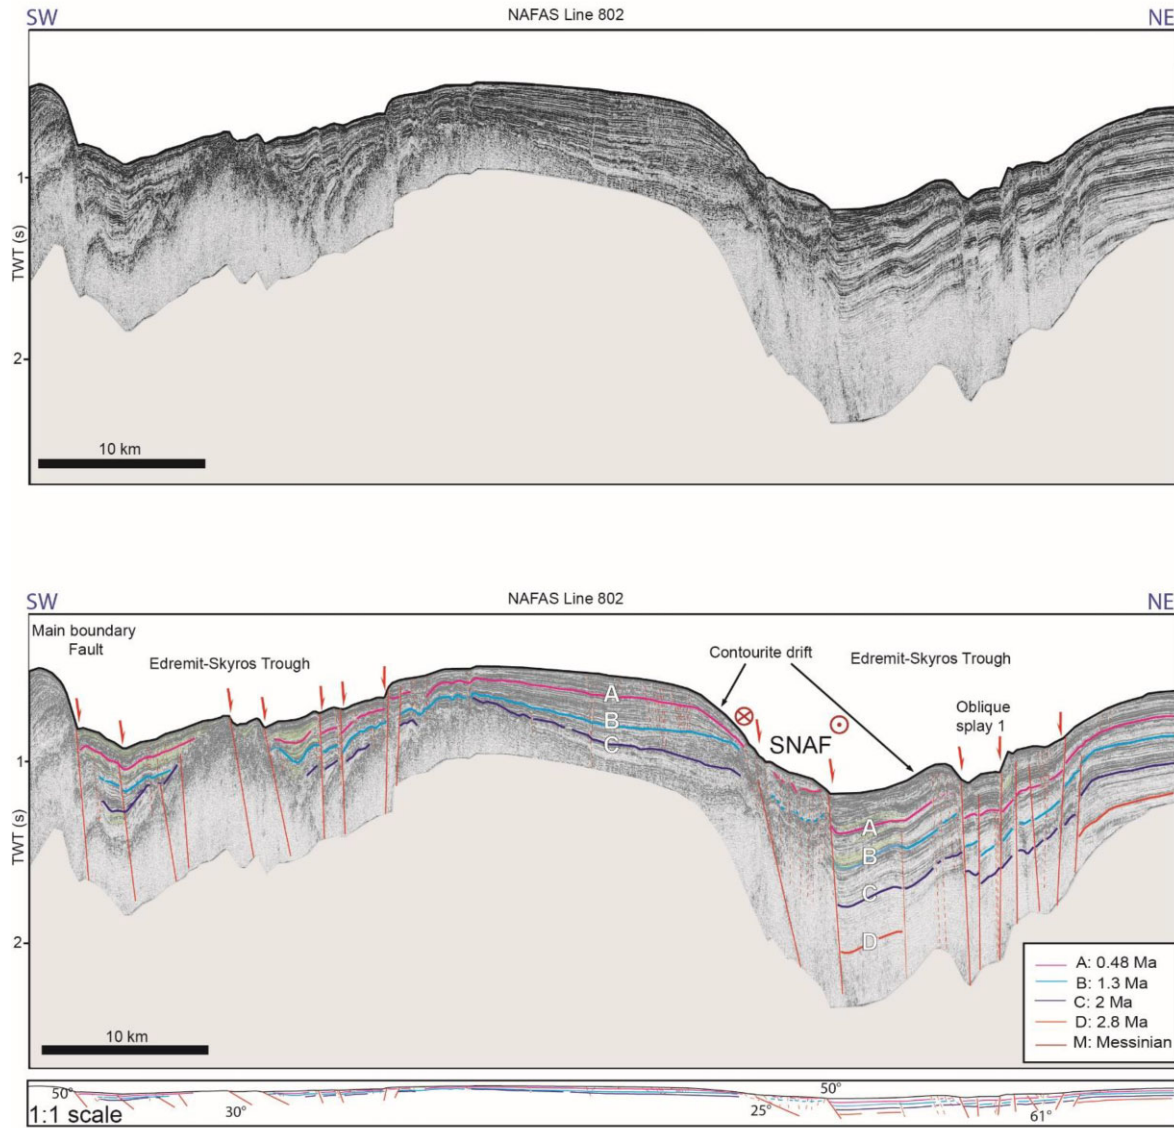 SW NAFAS Line 802 NE
1
TWT (s)
2
10 km
SW NAFAS Line 802 NE
Main boundary
Fault
Edremit-Skyros Trough
Contourite drift
Edremit-Skyros Trough
Oblique
splay 1
A
B
C
SNAF
1
TWT (s)
A
B
C
D
2
10 km
A: 0.48 Ma
B: 1.3 Ma
C: 2 Ma
D: 2.8 Ma
M: Messinian
50° 50°
1:1 scale 30° 25° 61°